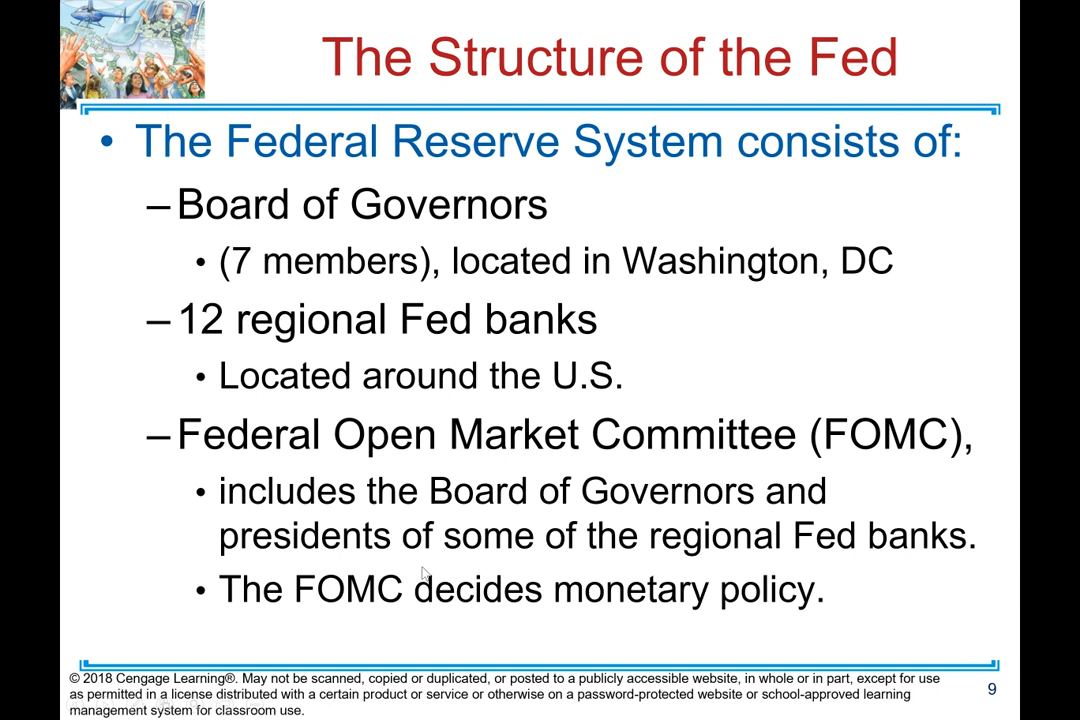 The Structure of the Fed
• The Federal Reserve System consists of:
– Board of Governors
• (7 members), located in Washington, DC
– 12 regional Fed banks
• Located around the U.S.
– Federal Open Market Committee (FOMC),
• includes the Board of Governors and
presidents of some of the regional Fed banks.
• The FOMC decides monetary policy.
© 2018 Cengage Learning®. May not be scanned, copied or duplicated, or posted to a publicly accessible website, in whole or in part, except for use
as permitted in a license distributed with a certain product or service or otherwise on a password-protected website or school-approved learning
management system for classroom use.
9